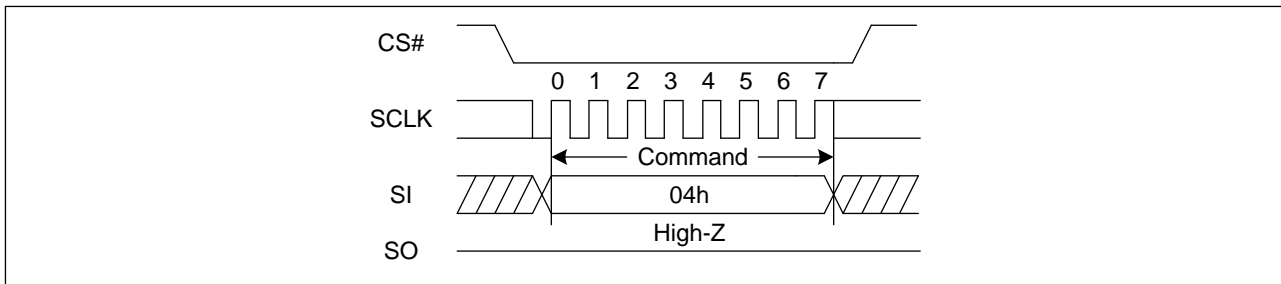 CS#
0 1 2 3 4 5 6 7
SCLK
Command
SI
04h
High-Z
SO